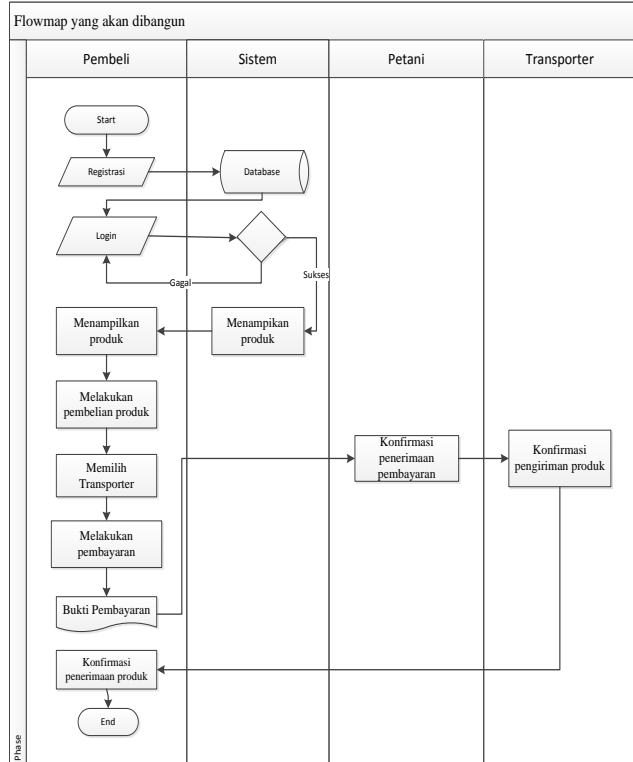 Flowmap yang akan dibangun
Pembeli
Sistem
Petani
Transporter
Start
Registrasi
Database
Login
Gagal
Sukses
Menampilkan
produk
Menampikan
produk
Melakukan
pembelian produk
Memilih
Transporter
Melakukan
pembayaran
Bukti Pembayaran
Konfirmasi
penerimaan
pembayaran
Konfirmasi
pengiriman produk
Konfirmasi
penerimaan produk
End
Phase